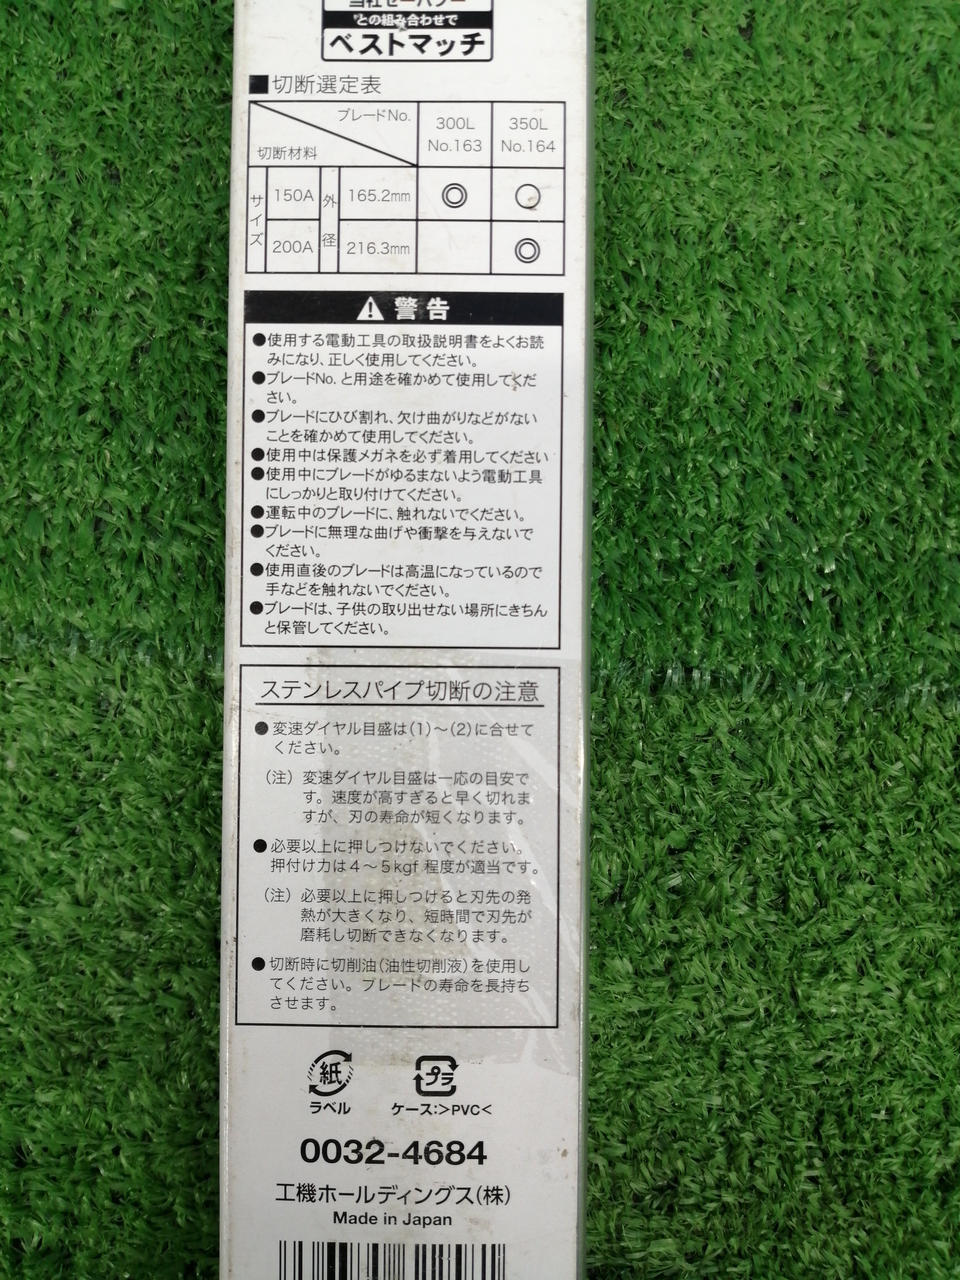 当社セーバソー
との組み合わせで
ベストマッチ
■切断選定表
ブレードNo.
切断材料
300L
No.163
350L
No.164
サイズ
150A
外径
165.2mm
◎
○
200A
216.3mm
◎
警告
●使用する電動工具の取扱説明書をよくお読
みになり、正しく使用してください。
●ブレードNo. と用途を確かめて使用してくだ
さい。
●ブレードにひび割れ、欠け曲がりなどがない
ことを確かめて使用してください。
●使用中は保護メガネを必ず着用してください
●使用中にブレードがゆるまないよう電動工具
にしっかりと取り付けてください。
●運転中のブレードに、触れないでください。
●ブレードに無理な曲げや衝撃を与えないで
ください。
●使用直後のブレードは高温になっているので
手などを触れないでください。
●ブレードは、子供の取り出せない場所にきちん
と保管してください。
ステンレスパイプ切断の注意
●変速ダイヤル目盛は(1)～(2)に合せて
ください。
(注) 変速ダイヤル目盛は一応の目安で
す。速度が高すぎると早く切れま
すが、刃の寿命が短くなります。
●必要以上に押しつけないでください。
押付け力は4～5kgf 程度が適当です。
(注) 必要以上に押しつけると刃先の発
熱が大きくなり、短時間で刃先が
磨耗し切断できなくなります。
●切断時に切削油(油性切削液)を使用し
てください。ブレードの寿命を長持ち
させます。
紙
ラベル
プラ
ケース:>PVC<
0032-4684
工機ホールディングス(株)
Made in Japan